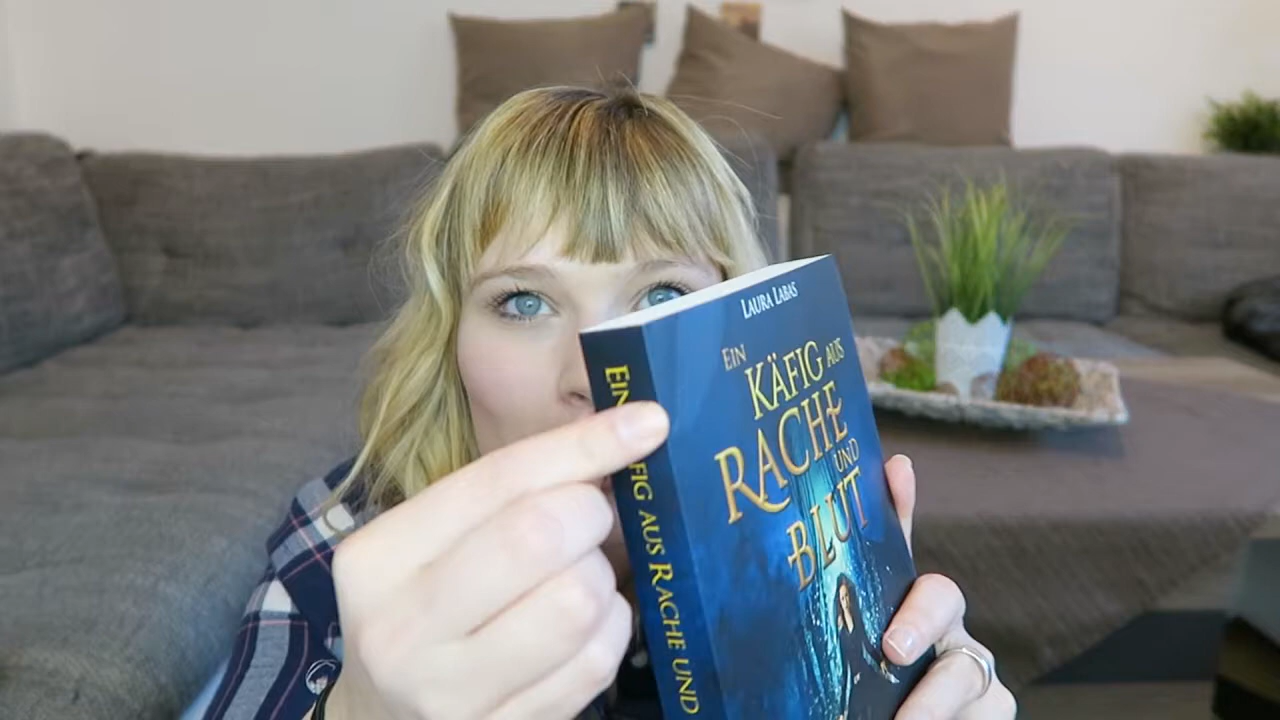 LAURA LABAS
EIN
KÄFIG AUS
RACHE
UND
BLUT
EIN FIG AUS RACHE UND